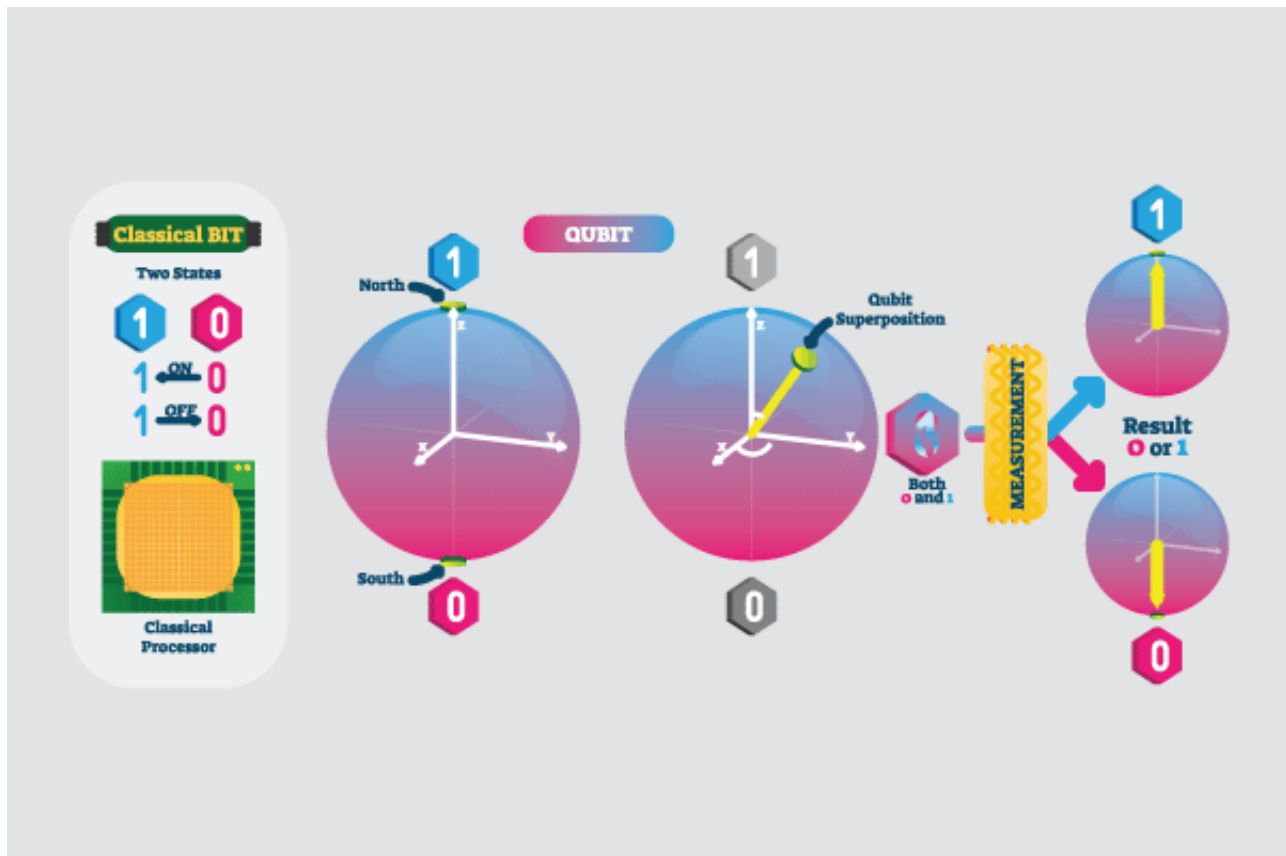 Classical BIT
Two States
1 0
1 ON 0
1 OFF 0
Classical
Processor
QUBIT
1
North
Z
X
Y
South
0
1
Qubit
Superposition
Z
X
Y
0
Both
0 and 1
MEASUREMENT
1
Result
0 or 1
0